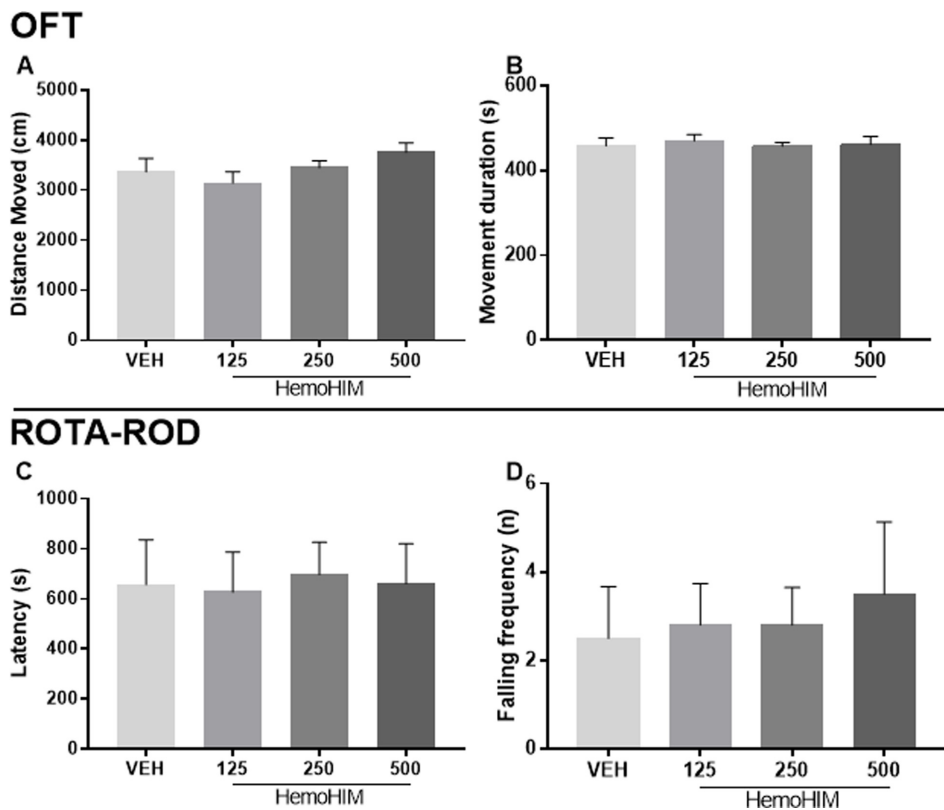 OFT
A
Distance Moved (cm)
5000
4000
3000
2000
1000
0
VEH 125 250 500
HemoHIM
B
Movement duration (s)
600
400
200
0
VEH 125 250 500
HemoHIM
ROTA-ROD
C
Latency (s)
1000
800
600
400
200
0
VEH 125 250 500
HemoHIM
D
Falling frequency (n)
6
4
2
0
VEH 125 250 500
HemoHIM